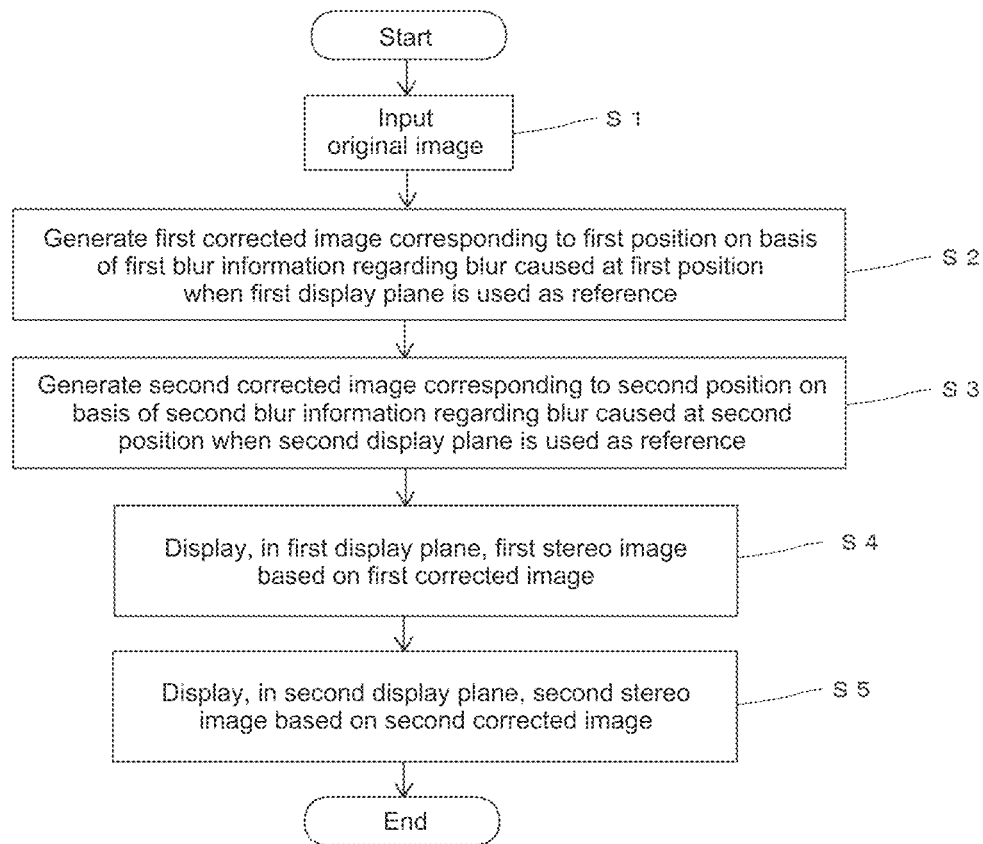 Start
Input
original image
S 1
Generate first corrected image corresponding to first position on basis
of first blur information regarding blur caused at first position
when first display plane is used as reference
S 2
Generate second corrected image corresponding to second position on
basis of second blur information regarding blur caused at second
position when second display plane is used as reference
S 3
Display, in first display plane, first stereo image
based on first corrected image
S 4
Display, in second display plane, second stereo
image based on second corrected image
S 5
End